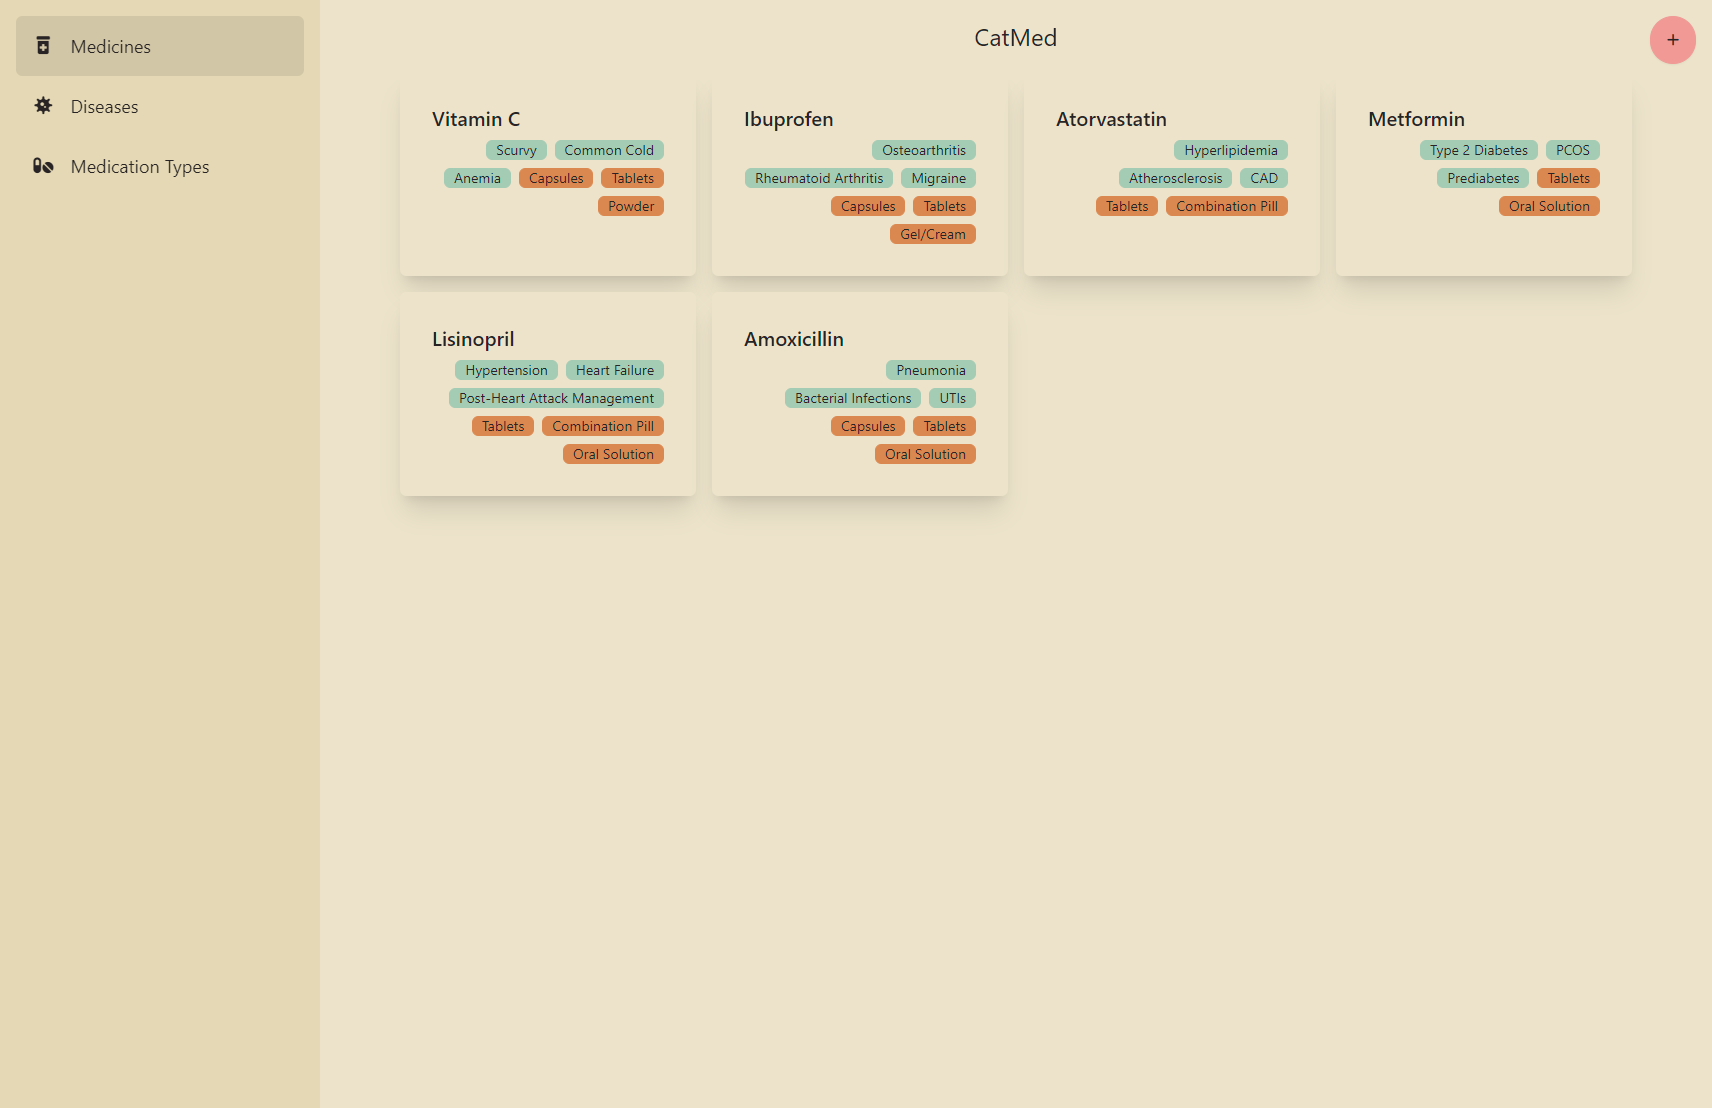 Medicines
Diseases
Medication Types
CatMed
+
Vitamin C
Scurvy Common Cold
Anemia Capsules Tablets
Powder
Ibuprofen
Osteoarthritis
Rheumatoid Arthritis Migraine
Capsules Tablets
Gel/Cream
Atorvastatin
Hyperlipidemia
Atherosclerosis CAD
Tablets Combination Pill
Metformin
Type 2 Diabetes PCOS
Prediabetes Tablets
Oral Solution
Lisinopril
Hypertension Heart Failure
Post-Heart Attack Management
Tablets Combination Pill
Oral Solution
Amoxicillin
Pneumonia
Bacterial Infections UTIs
Capsules Tablets
Oral Solution